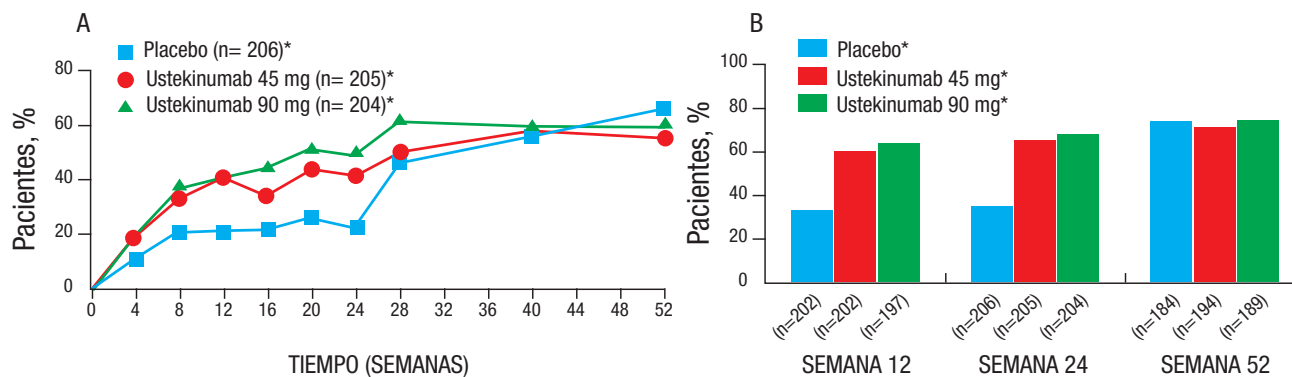 A
Placebo (n= 206)*
Ustekinumab 45 mg (n= 205)*
Ustekinumab 90 mg (n= 204)*
Pacientes, %
80
60
40
20
0
0 4 8 12 16 20 24 28 32 36 40 44 48 52
TIEMPO (SEMANAS)
B
Placebo*
Ustekinumab 45 mg*
Ustekinumab 90 mg*
Pacientes, %
100
80
60
40
20
0
(n=202) (n=202) (n=197) (n=206) (n=205) (n=204) (n=184) (n=194) (n=189)
SEMANA 12 SEMANA 24 SEMANA 52